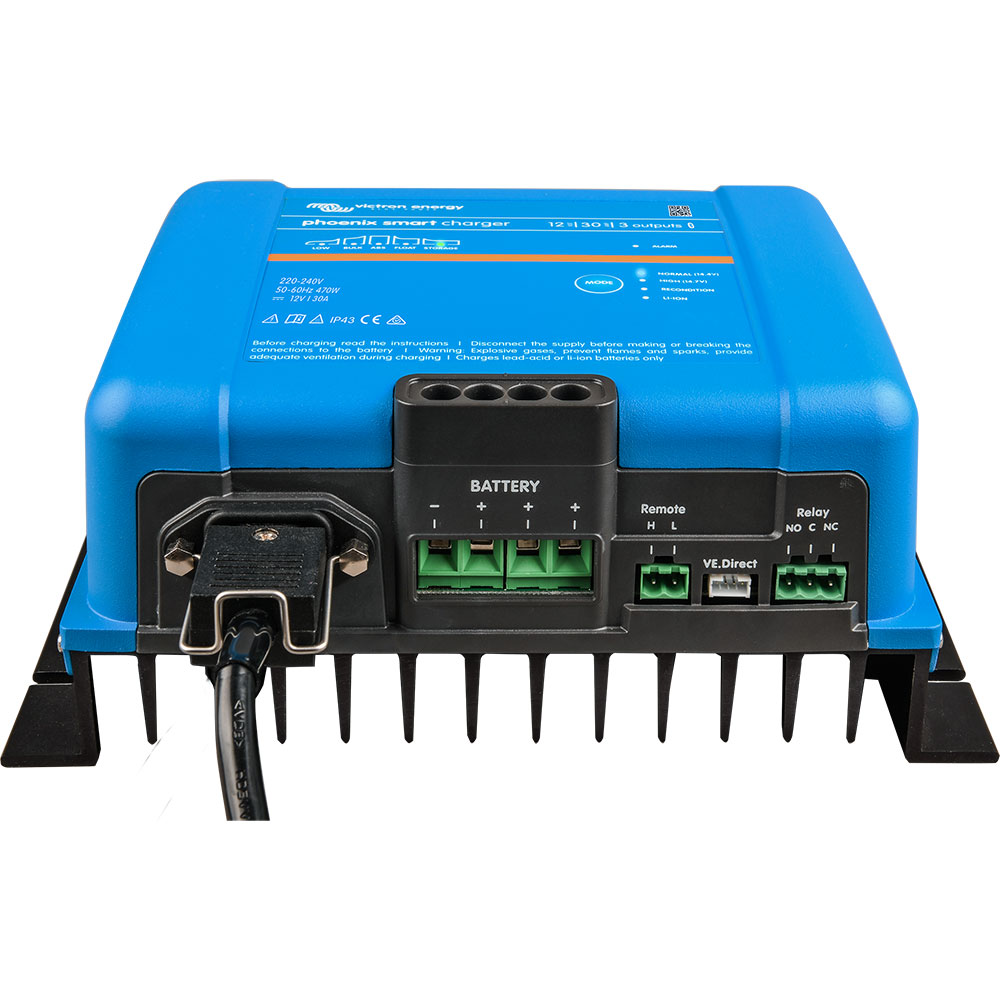 victron energy
phoenix smart charger 12 | 30 | 3 outputs
LOW BULK ABS FLOAT STORAGE
ALARM
220-240V
50-60Hz 470W
12V / 30A
MODE
NORMAL (14.4V)
HIGH (14.7V)
RECONDITION
LI-ION
IP43 CE
Before charging read the instructions | Disconnect the supply before making or breaking the
connections to the battery | Warning: Explosive gases, prevent flames and sparks, provide
adequate ventilation during charging | Charges lead-acid or li-ion batteries only
BATTERY
- + + +
Remote
H L
VE.Direct
Relay
NO C NC